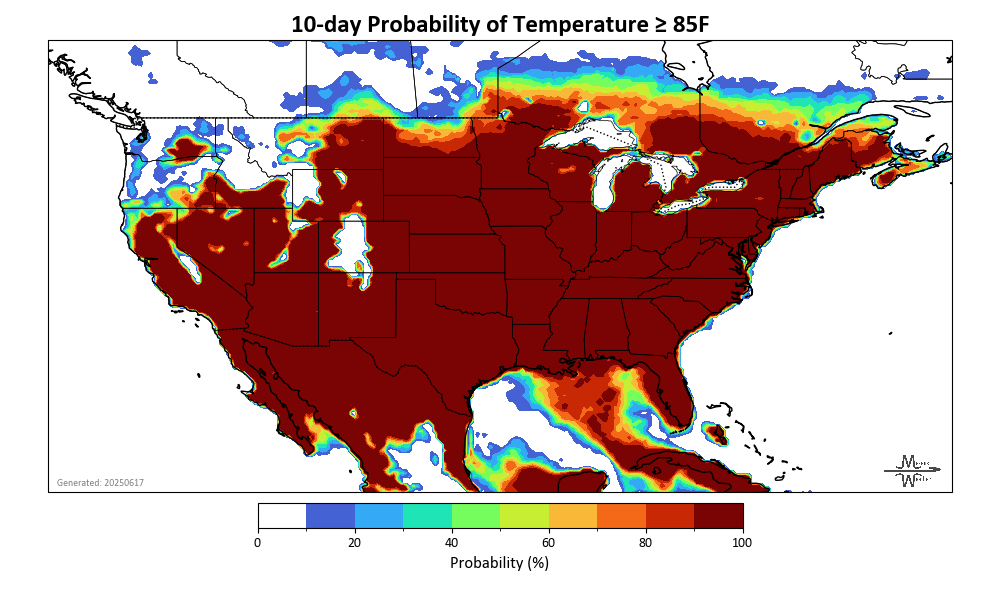 10-day Probability of Temperature ≥ 85F
Generated: 20250617
0 20 40 60 80 100
Probability (%)